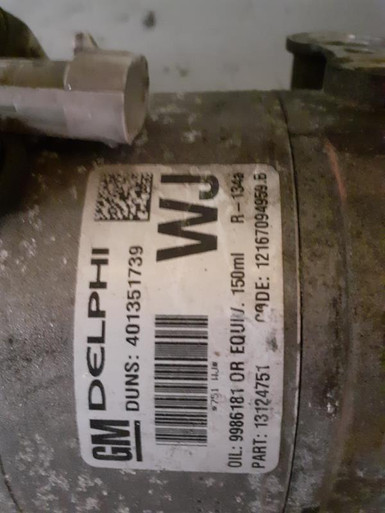 GM DELPHI
DUNS: 401351739
WJ
OIL: 9986181 OR EQUIV. 150ml R-134a
PART: 13124751 CODE: 12167094959.6